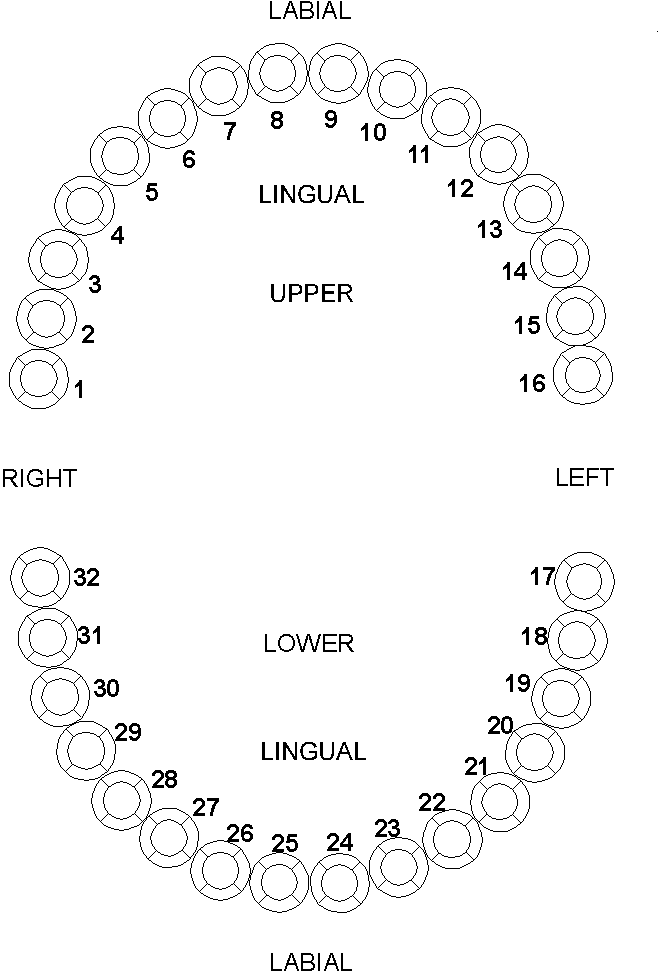 LABIAL
8 9
7 10
6 11
5 12
4 13
3 14
2 15
1 16
LINGUAL
UPPER
RIGHT LEFT
32 17
31 18
30 19
29 20
28 21
27 22
26 23
25 24
LOWER
LINGUAL
LABIAL